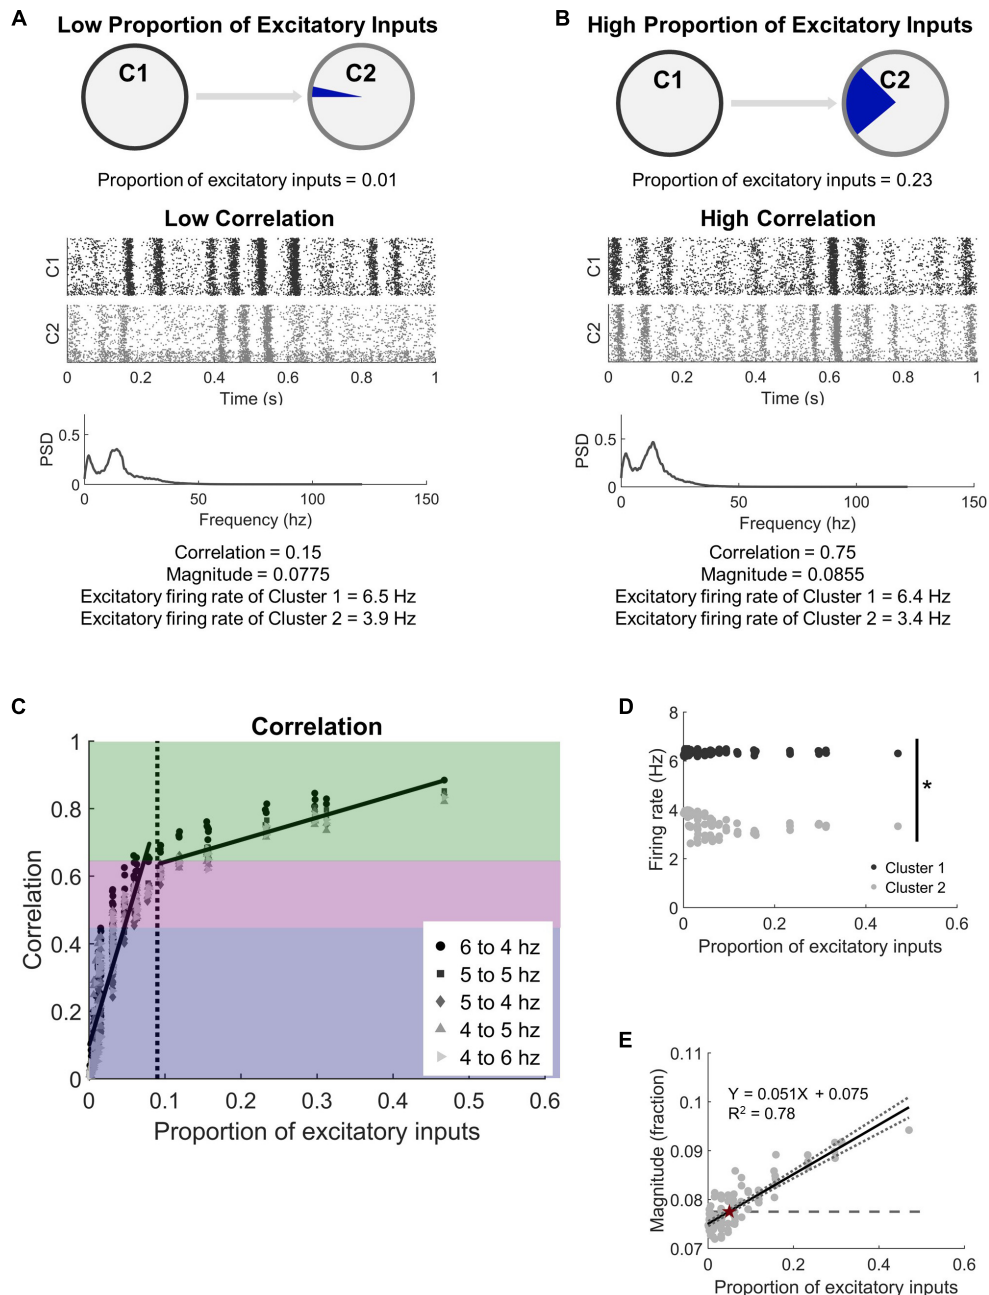 A
Low Proportion of Excitatory Inputs
C1
C2
Proportion of excitatory inputs = 0.01
Low Correlation
C1
C2
0 0.2 0.4 0.6 0.8 1
Time (s)
PSD
0.5
0
0 50 100 150
Frequency (hz)
Correlation = 0.15
Magnitude = 0.0775
Excitatory firing rate of Cluster 1 = 6.5 Hz
Excitatory firing rate of Cluster 2 = 3.9 Hz
B
High Proportion of Excitatory Inputs
C1
C2
Proportion of excitatory inputs = 0.23
High Correlation
C1
C2
0 0.2 0.4 0.6 0.8 1
Time (s)
PSD
0.5
0
0 50 100 150
Frequency (hz)
Correlation = 0.75
Magnitude = 0.0855
Excitatory firing rate of Cluster 1 = 6.4 Hz
Excitatory firing rate of Cluster 2 = 3.4 Hz
C
Correlation
Correlation
1
0.8
0.6
0.4
0.2
0
6 to 4 hz
5 to 5 hz
5 to 4 hz
4 to 5 hz
4 to 6 hz
0 0.1 0.2 0.3 0.4 0.5 0.6
Proportion of excitatory inputs
D
Firing rate (Hz)
8
6
4
2
0
*
Cluster 1
Cluster 2
0 0.2 0.4 0.6
Proportion of excitatory inputs
E
Magnitude (fraction)
0.11
0.1
0.09
0.08
0.07
Y = 0.051X + 0.075
R² = 0.78
0 0.2 0.4 0.6
Proportion of excitatory inputs